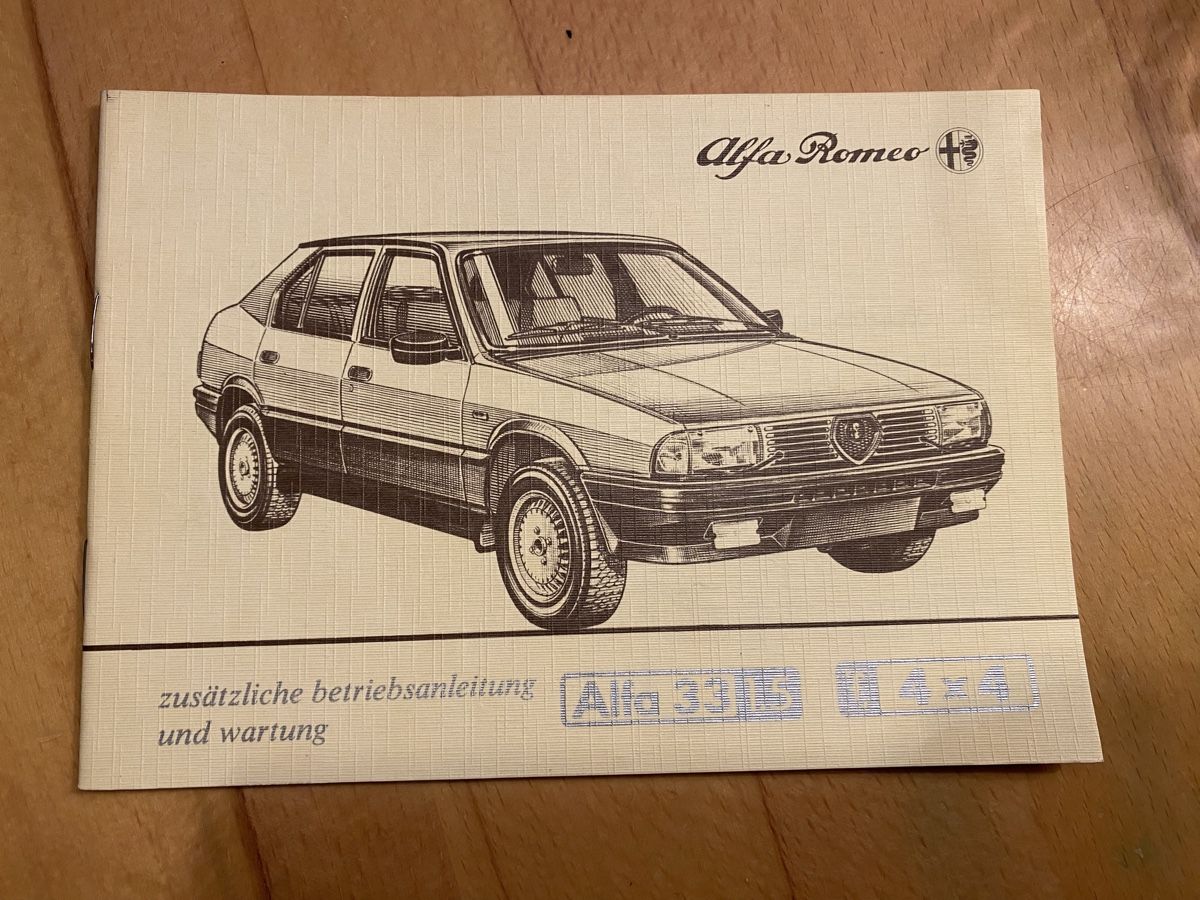 Alfa Romeo
zusätzliche betriebsanleitung
und wartung
Alfa 33 1.5
4x4